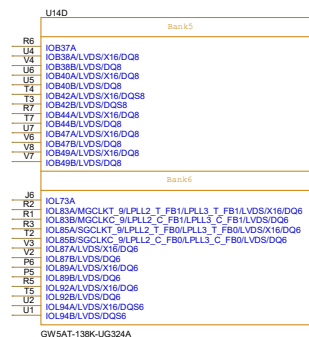 U14D
Bank5
R6 IOB37A
U4 IOB38A/LVDS/X16/DQ8
V4 IOB38B/LVDS/DQ8
U6 IOB40A/LVDS/X16/DQ8
U5 IOB40B/LVDS/DQ8
T4 IOB42A/LVDS/X16/DQS8
T3 IOB42B/LVDS/DQS8
R7 IOB44A/LVDS/X16/DQ8
T7 IOB44B/LVDS/DQ8
U7 IOB47A/LVDS/X16/DQ8
V6 IOB47B/LVDS/DQ8
V8 IOB49A/LVDS/X16/DQ8
V7 IOB49B/LVDS/DQ8
Bank6
J6 IOL73A
R2 IOL83A/MGCLKT_9/LPLL2_T_FB1/LPLL3_T_FB1/LVDS/X16/DQ6
R1 IOL83B/MGCLKC_9/LPLL2_C_FB1/LPLL3_C_FB1/LVDS/DQ6
R3 IOL85A/SGCLKT_9/LPLL2_T_FB0/LPLL3_T_FB0/LVDS/X16/DQ6
T2 IOL85B/SGCLKC_9/LPLL2_C_FB0/LPLL3_C_FB0/LVDS/DQ6
V3 IOL87A/LVDS/X16/DQ6
V2 IOL87B/LVDS/DQ6
P6 IOL89A/LVDS/X16/DQ6
P5 IOL89B/LVDS/DQ6
R5 IOL92A/LVDS/X16/DQ6
T5 IOL92B/LVDS/DQ6
U2 IOL94A/LVDS/X16/DQS6
U1 IOL94B/LVDS/DQS6
GW5AT-138K-UG324A